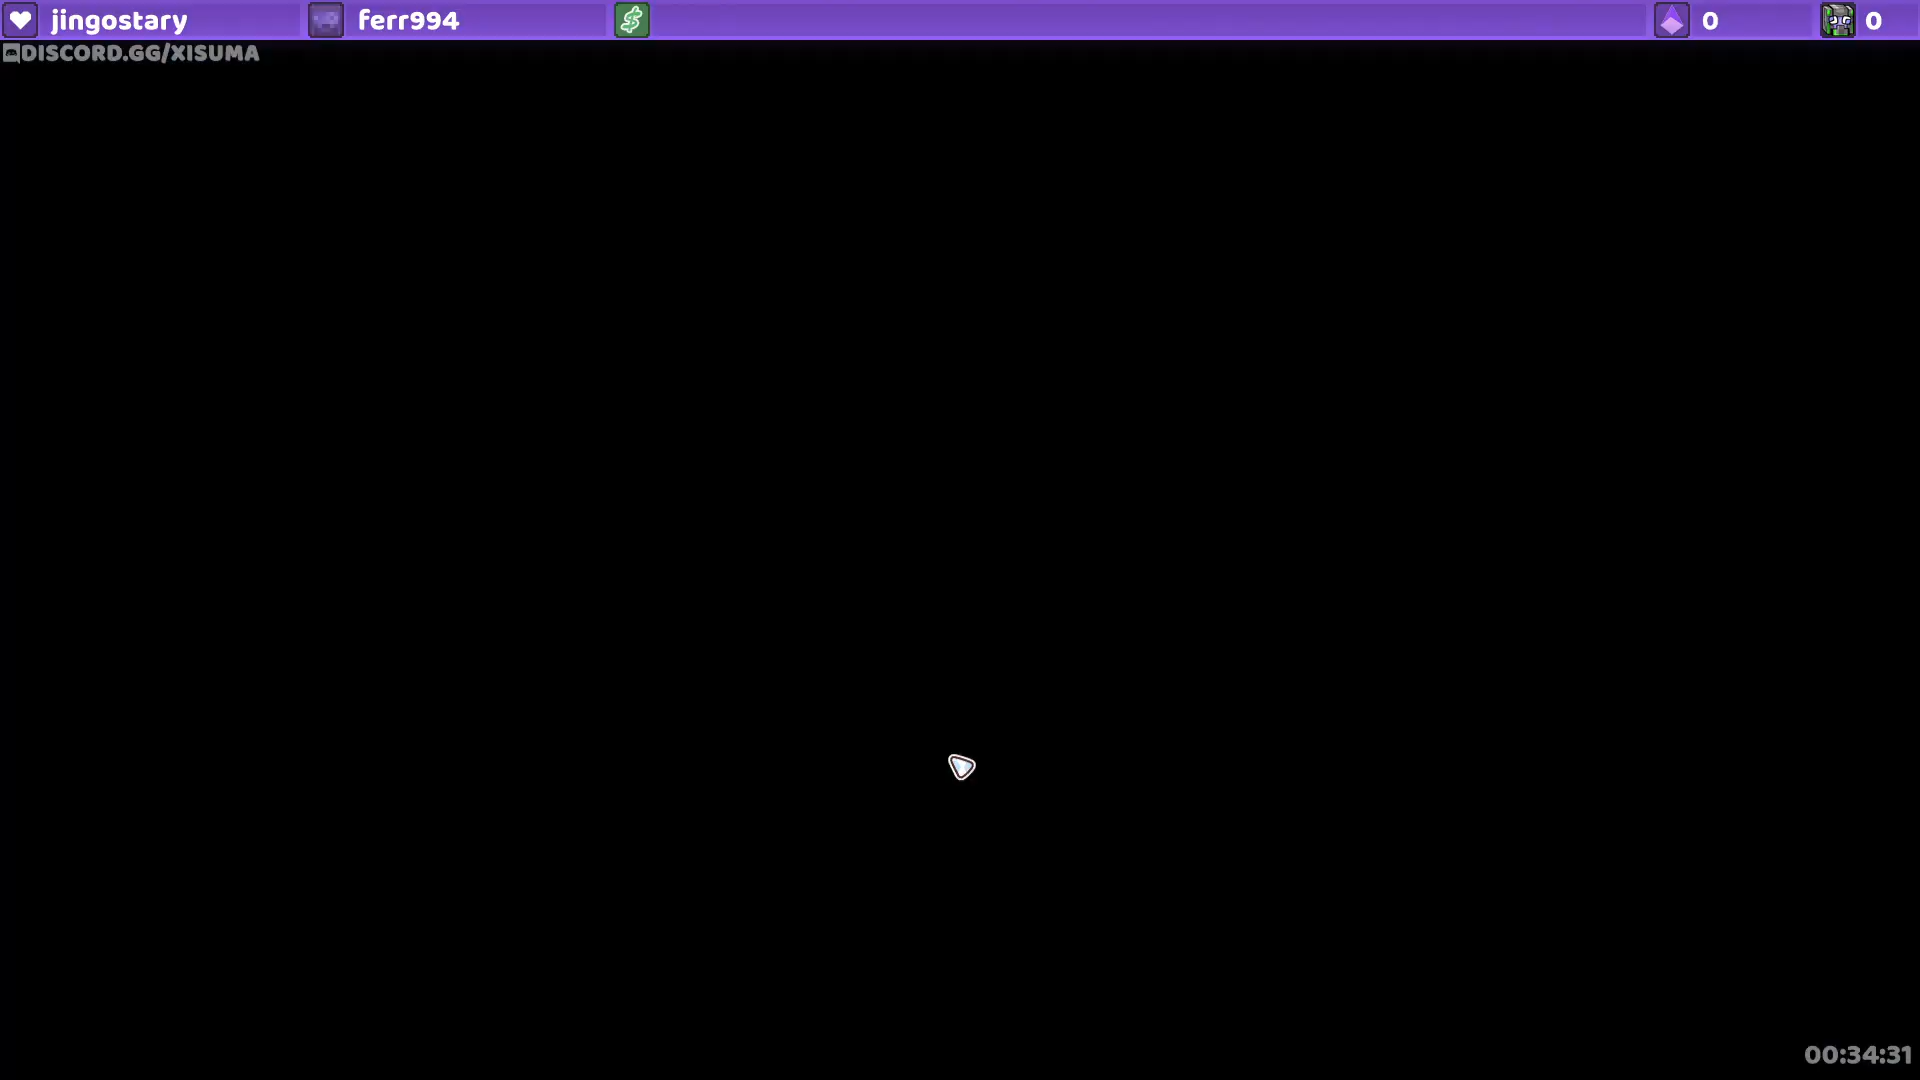 jingostary
ferr994
$
0
0
DISCORD.GG/XISUMA
00:34:31